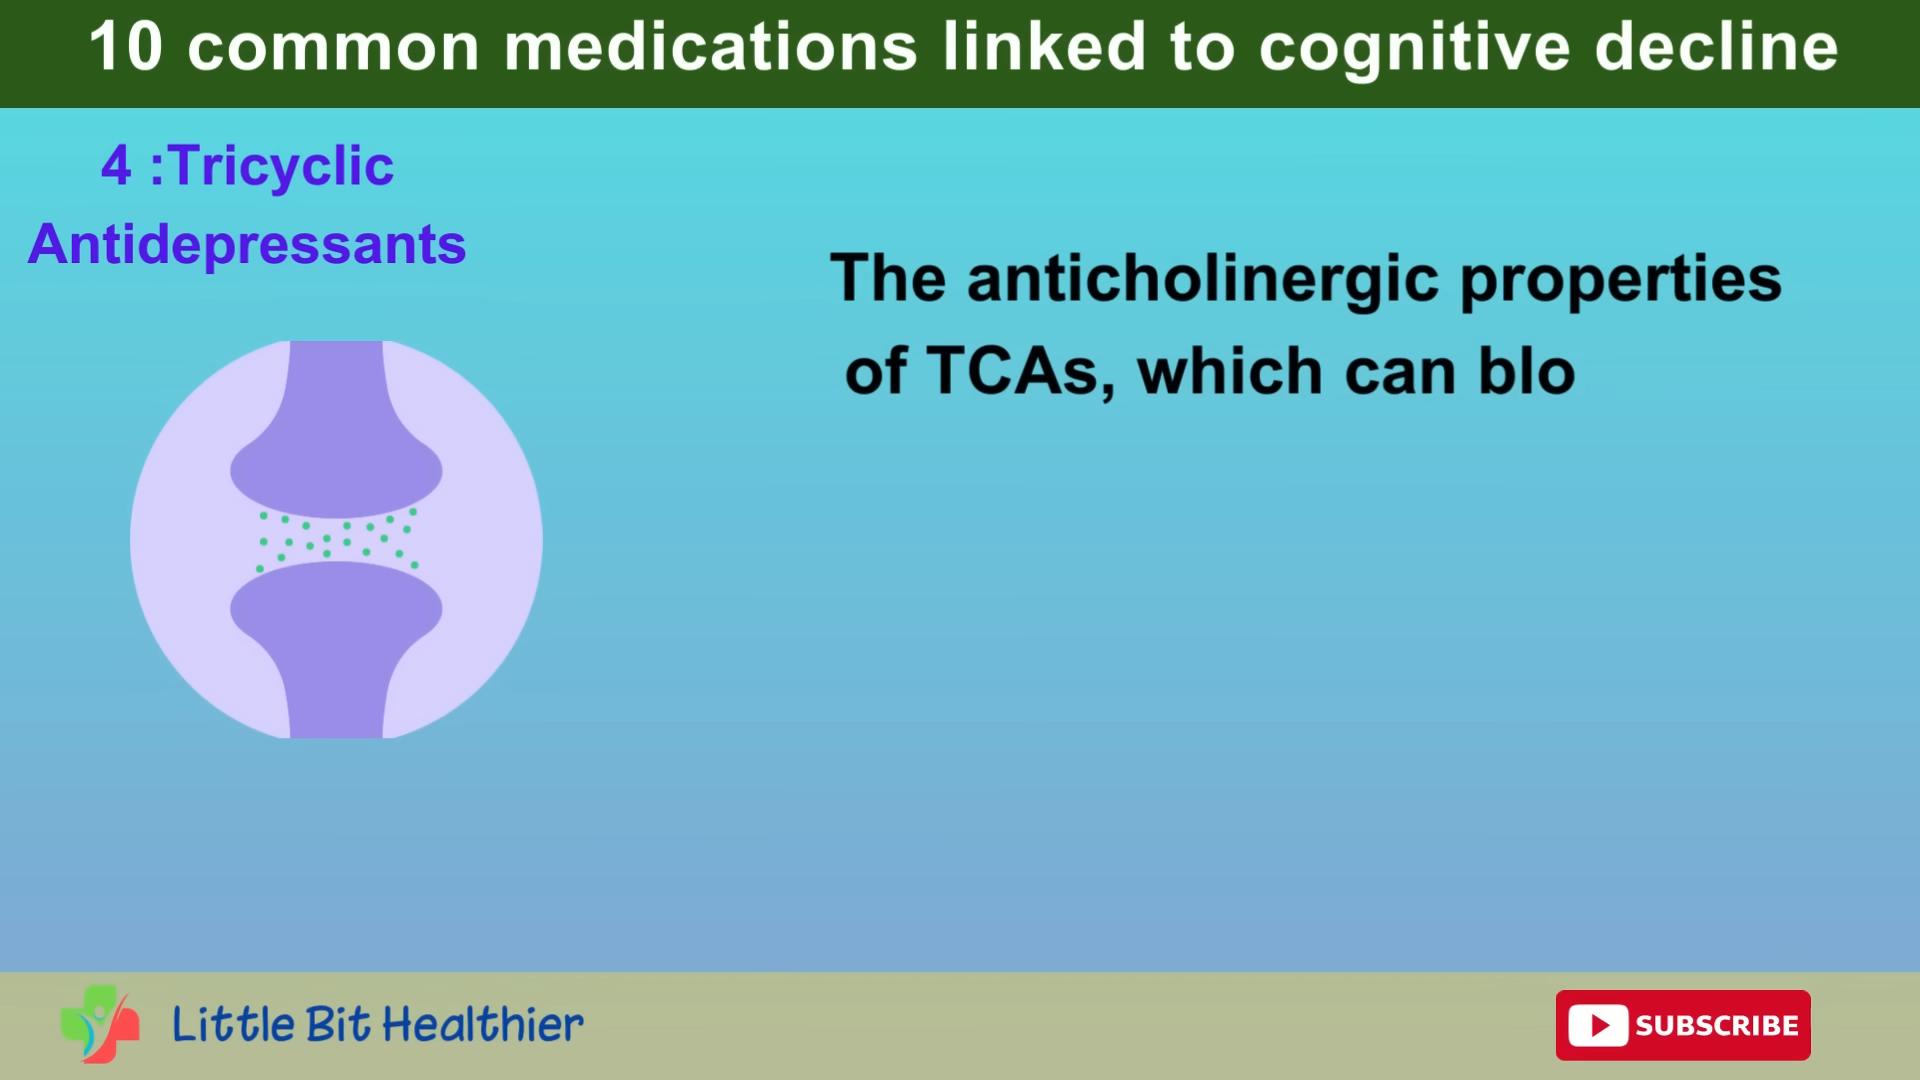 10 common medications linked to cognitive decline
4 :Tricyclic
Antidepressants
The anticholinergic properties
of TCAs, which can blo
Little Bit Healthier
SUBSCRIBE